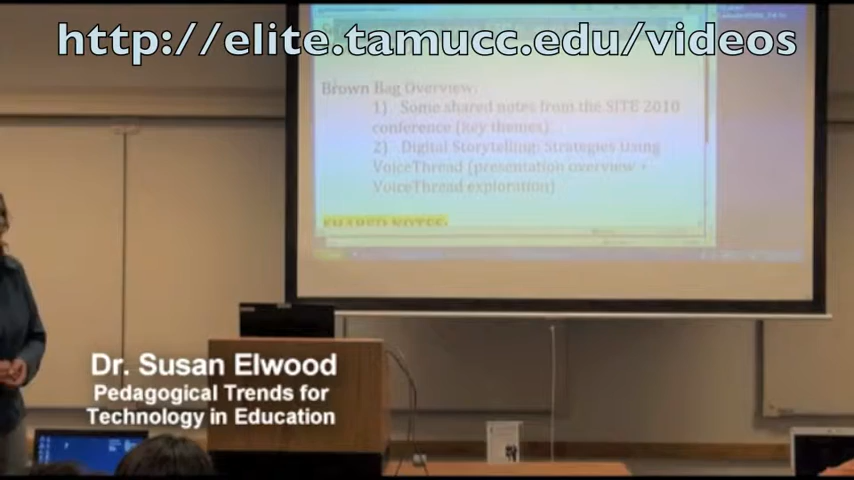 http://elite.tamucc.edu/videos
Brown Bag Overview:
1) Some shared notes from the SITE 2010
conference (key themes)
2) Digital Storytelling: Strategies Using
VoiceThread (presentation overview +
VoiceThread exploration)
SHARED NOTES:
Dr. Susan Elwood
Pedagogical Trends for
Technology in Education